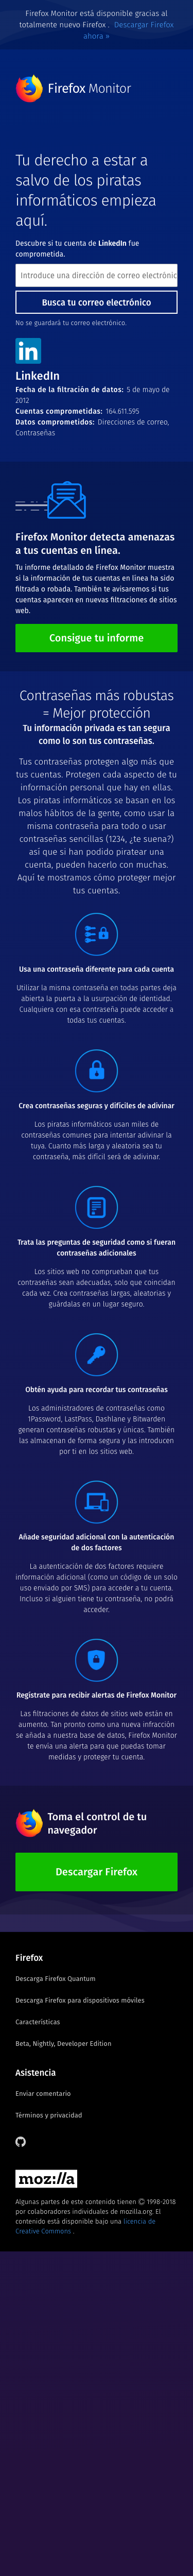 Firefox Monitor está disponible gracias al
totalmente nuevo Firefox . Descargar Firefox
ahora »
Firefox Monitor
Tu derecho a estar a
salvo de los piratas
informáticos empieza
aquí.
Descubre si tu cuenta de LinkedIn fue
comprometida.
Introduce una dirección de correo electrónic
Busca tu correo electrónico
No se guardará tu correo electrónico.
in
LinkedIn
Fecha de la filtración de datos: 5 de mayo de
2012
Cuentas comprometidas: 164.611.595
Datos comprometidos: Direcciones de correo,
Contraseñas
Firefox Monitor detecta amenazas
a tus cuentas en línea.
Tu informe detallado de Firefox Monitor muestra
si la información de tus cuentas en línea ha sido
filtrada o robada. También te avisaremos si tus
cuentas aparecen en nuevas filtraciones de sitios
web.
Consigue tu informe
Contraseñas más robustas
= Mejor protección
Tu información privada es tan segura
como lo son tus contraseñas.
Tus contraseñas protegen algo más que
tus cuentas. Protegen cada aspecto de tu
información personal que hay en ellas.
Los piratas informáticos se basan en los
malos hábitos de la gente, como usar la
misma contraseña para todo o usar
contraseñas sencillas (1234, ¿te suena?)
así que si han podido piratear una
cuenta, pueden hacerlo con muchas.
Aquí te mostramos cómo proteger mejor
tus cuentas.
Usa una contraseña diferente para cada cuenta
Utilizar la misma contraseña en todas partes deja
abierta la puerta a la usurpación de identidad.
Cualquiera con esa contraseña puede acceder a
todas tus cuentas.
Crea contraseñas seguras y difíciles de adivinar
Los piratas informáticos usan miles de
contraseñas comunes para intentar adivinar la
tuya. Cuanto más larga y aleatoria sea tu
contraseña, más difícil será de adivinar.
Trata las preguntas de seguridad como si fueran
contraseñas adicionales
Los sitios web no comprueban que tus
contraseñas sean adecuadas, solo que coincidan
cada vez. Crea contraseñas largas, aleatorias y
guárdalas en un lugar seguro.
Obtén ayuda para recordar tus contraseñas
Los administradores de contraseñas como
1Password, LastPass, Dashlane y Bitwarden
generan contraseñas robustas y únicas. También
las almacenan de forma segura y las introducen
por ti en los sitios web.
Añade seguridad adicional con la autenticación
de dos factores
La autenticación de dos factores requiere
información adicional (como un código de un solo
uso enviado por SMS) para acceder a tu cuenta.
Incluso si alguien tiene tu contraseña, no podrá
acceder.
Regístrate para recibir alertas de Firefox Monitor
Las filtraciones de datos de sitios web están en
aumento. Tan pronto como una nueva infracción
se añada a nuestra base de datos, Firefox Monitor
te envía una alerta para que puedas tomar
medidas y proteger tu cuenta.
Toma el control de tu
navegador
Descargar Firefox
Firefox
Descarga Firefox Quantum
Descarga Firefox para dispositivos móviles
Características
Beta, Nightly, Developer Edition
Asistencia
Enviar comentario
Términos y privacidad
moz://a
Algunas partes de este contenido tienen © 1998-2018
por colaboradores individuales de mozilla.org. El
contenido está disponible bajo una licencia de
Creative Commons .